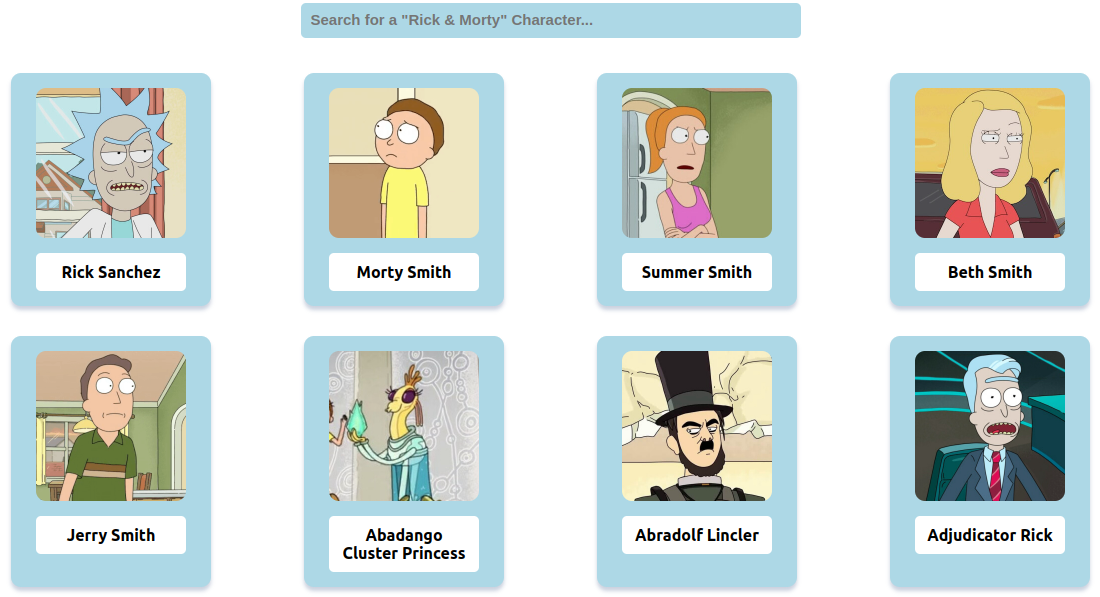 Search for a "Rick & Morty" Character...
Rick Sanchez
Morty Smith
Summer Smith
Beth Smith
Jerry Smith
Abadango
Cluster Princess
Abradolf Lincler
Adjudicator Rick